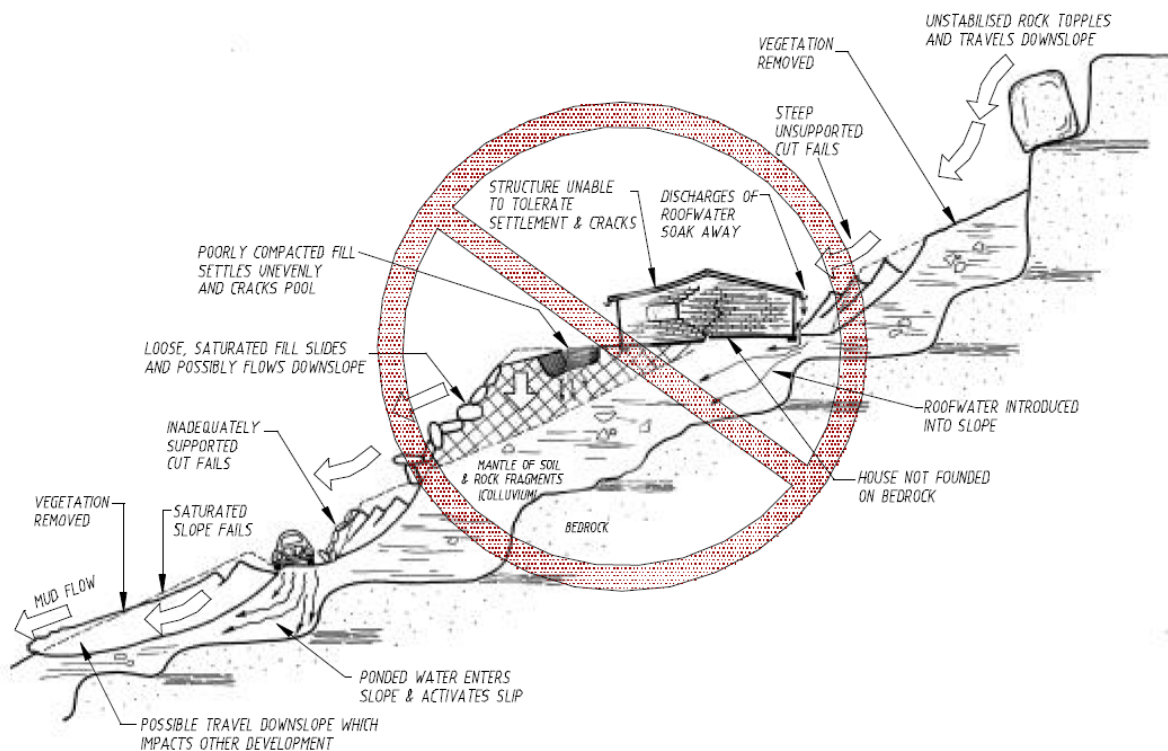 UNSTABILISED ROCK TOPPLES
AND TRAVELS DOWNSLOPE
VEGETATION
REMOVED
STEEP
UNSUPPORTED
CUT FAILS
STRUCTURE UNABLE
TO TOLERATE
SETTLEMENT & CRACKS
DISCHARGES OF
ROOFWATER
SOAK AWAY
POORLY COMPACTED FILL
SETTLES UNEVENLY
AND CRACKS POOL
LOOSE, SATURATED FILL SLIDES
AND POSSIBLY FLOWS DOWNSLOPE
ROOFWATER INTRODUCED
INTO SLOPE
INADEQUATELY
SUPPORTED
CUT FAILS
MANTLE OF SOIL
& ROCK FRAGMENTS
(COLLUVIUM)
HOUSE NOT FOUNDED
ON BEDROCK
VEGETATION
REMOVED
SATURATED
SLOPE FAILS
BEDROCK
MUD FLOW
PONDED WATER ENTERS
SLOPE & ACTIVATES SLIP
POSSIBLE TRAVEL DOWNSLOPE WHICH
IMPACTS OTHER DEVELOPMENT